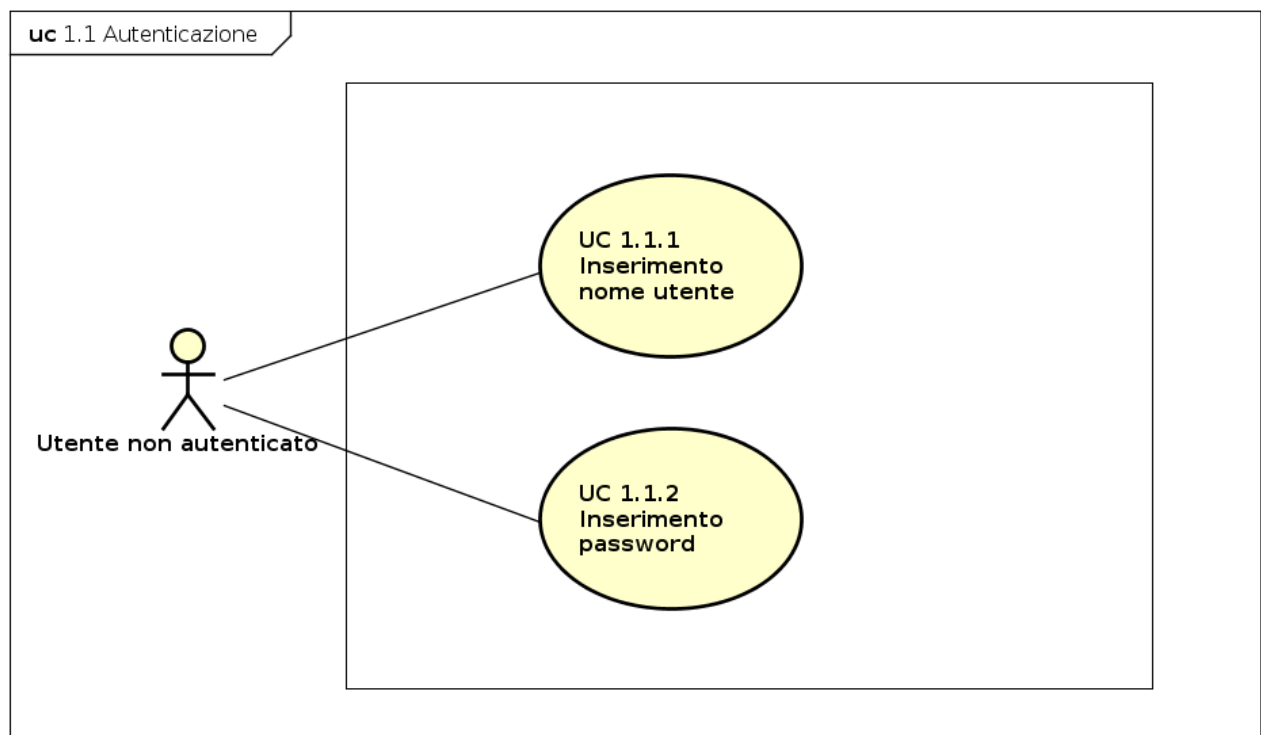 uc 1.1 Autenticazione
UC 1.1.1
Inserimento
nome utente
Utente non autenticato
UC 1.1.2
Inserimento
password